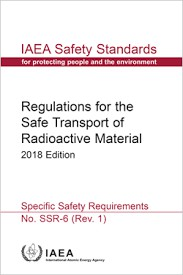 IAEA Safety Standards
for protecting people and the environment
Regulations for the
Safe Transport of
Radioactive Material
2018 Edition
Specific Safety Requirements
No. SSR-6 (Rev. 1)
IAEA
International Atomic Energy Agency